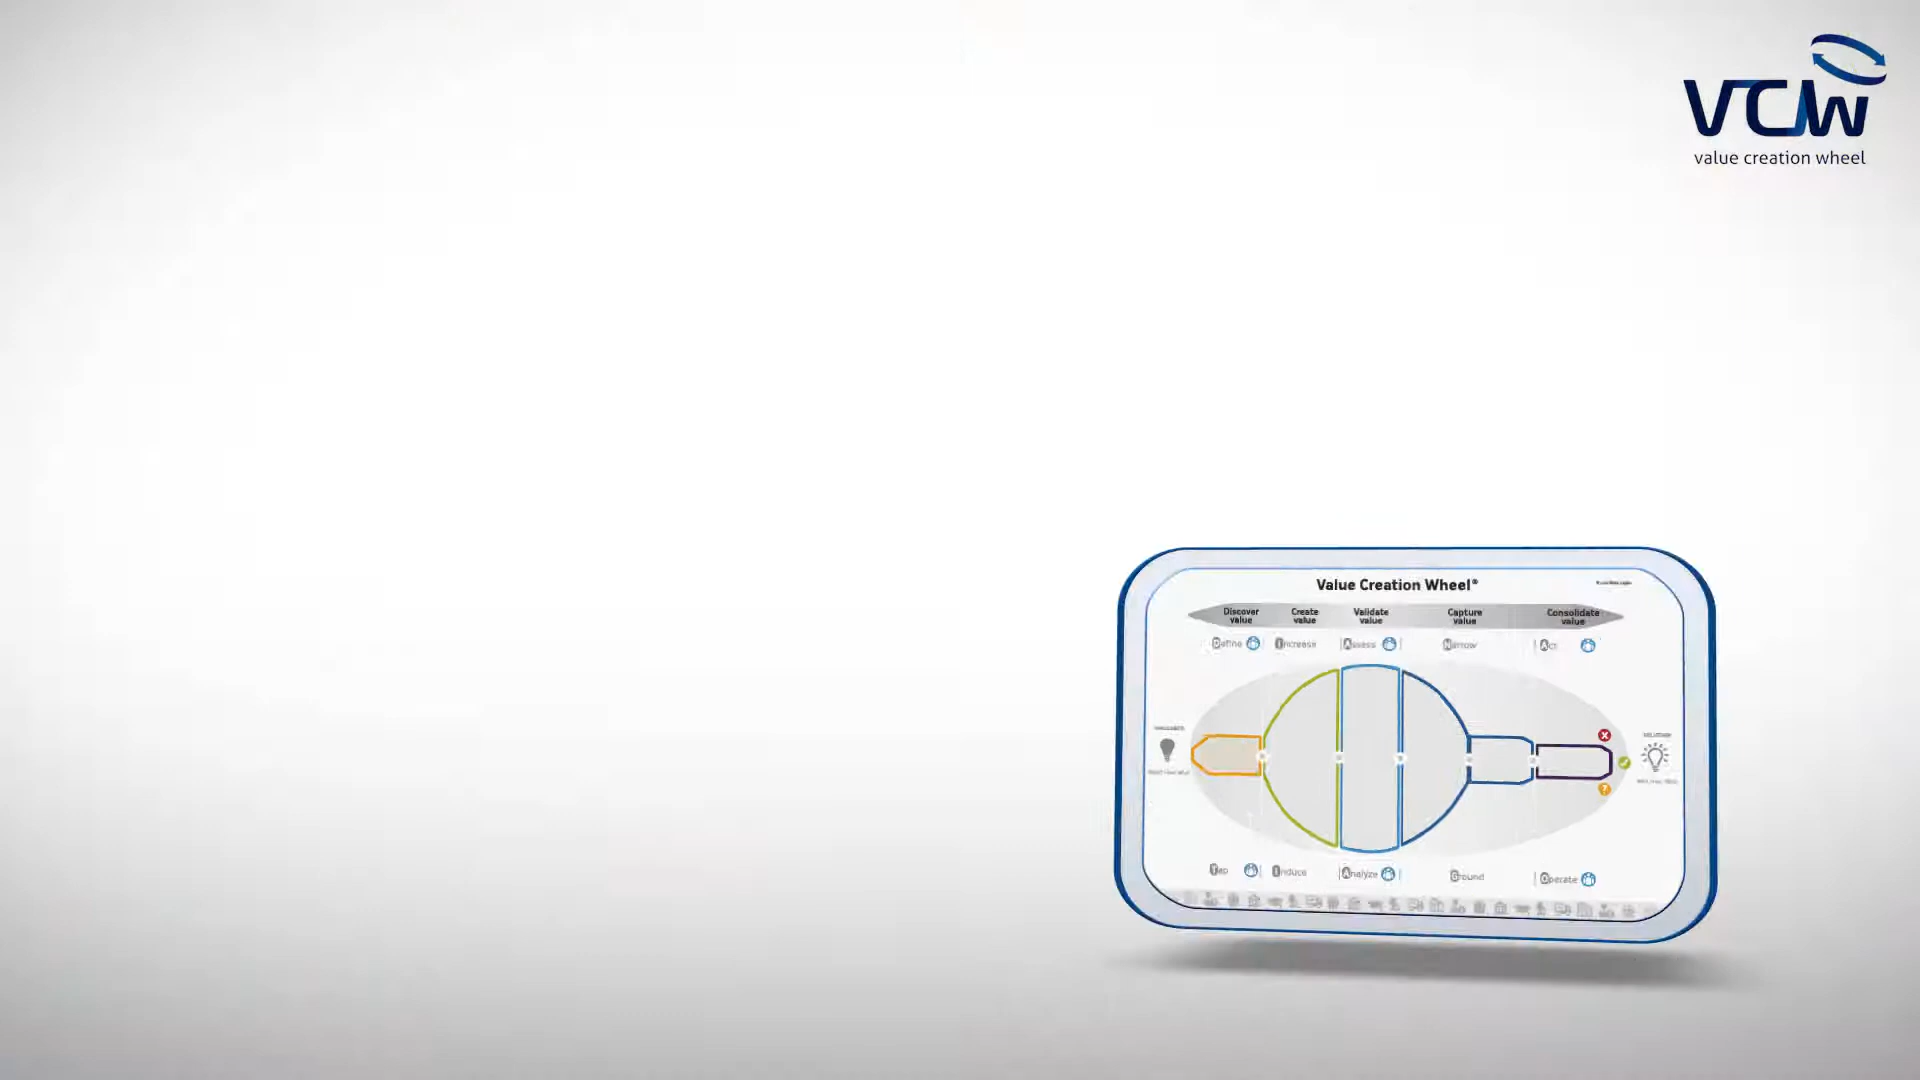 VCW
value creation wheel
Value Creation Wheel®
Discover value
Create value
Validate value
Capture value
Consolidate value
Define
Increase
Assess
Narrow
Act
?
Tap
Induce
Analyze
Ground
Operate